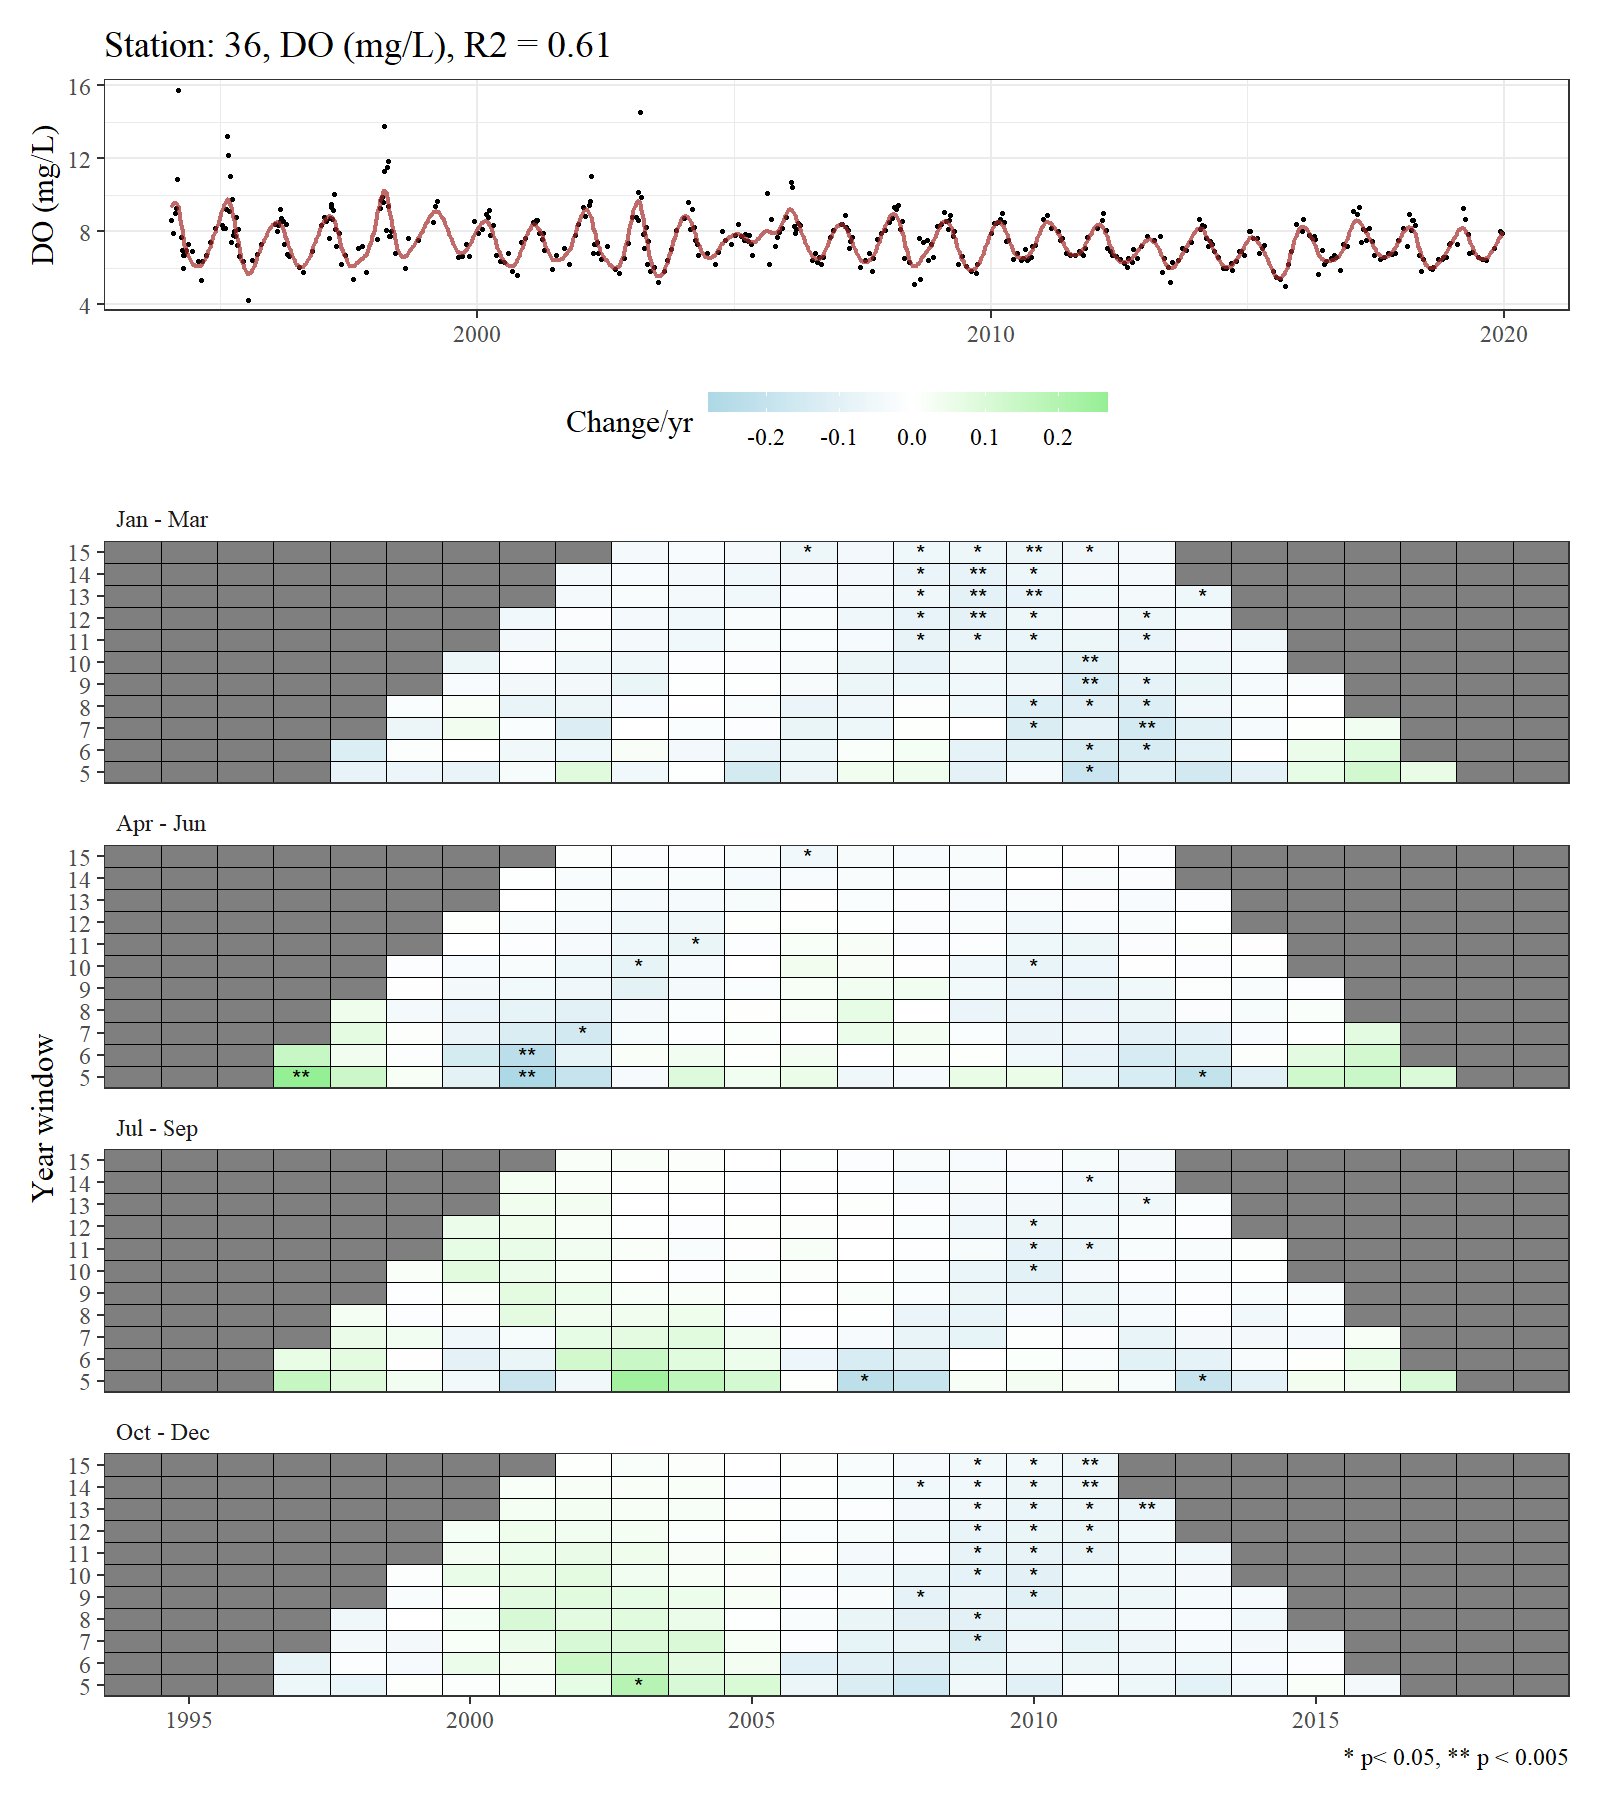 Station: 36, DO (mg/L), R2 = 0.61
DO (mg/L)
16
12
8
4
2000 2010 2020
Change/yr
-0.2 -0.1 0.0 0.1 0.2
Year window
Jan - Mar
15 * * * ** *
14 * ** *
13 * ** ** *
12 * ** * *
11 * * * *
10 **
9 ** *
8 * * *
7 * **
6 * *
5 *
Apr - Jun
15 *
14
13
12
11 *
10 * *
9
8
7 *
6 **
5 ** ** *
Jul - Sep
15
14 *
13 *
12 *
11 * *
10 *
9
8
7
6
5 * *
Oct - Dec
15 * * **
14 * * * **
13 * * * **
12 * * *
11 * * *
10 * *
9 * *
8 *
7 *
6
5 *
1995 2000 2005 2010 2015
* p< 0.05, ** p < 0.005